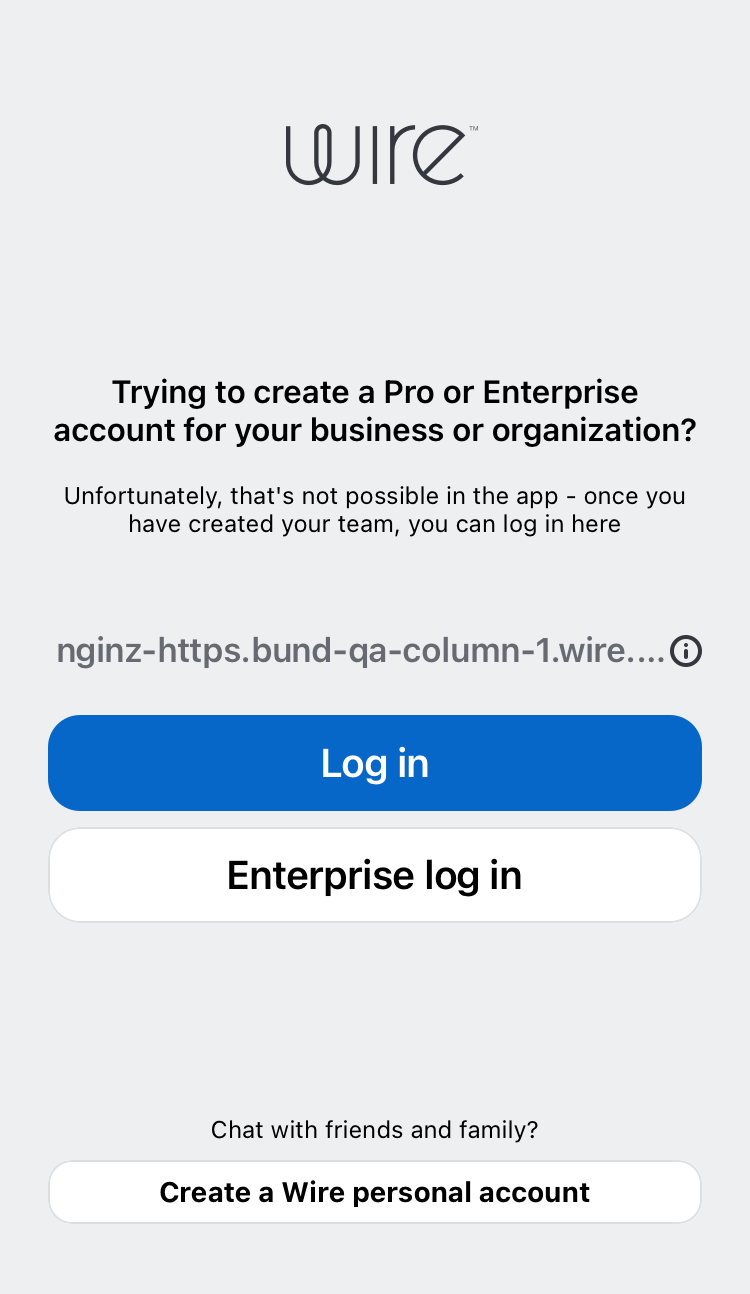 wire™
Trying to create a Pro or Enterprise
account for your business or organization?
Unfortunately, that's not possible in the app - once you
have created your team, you can log in here
nginz-https.bund-qa-column-1.wire....
Log in
Enterprise log in
Chat with friends and family?
Create a Wire personal account